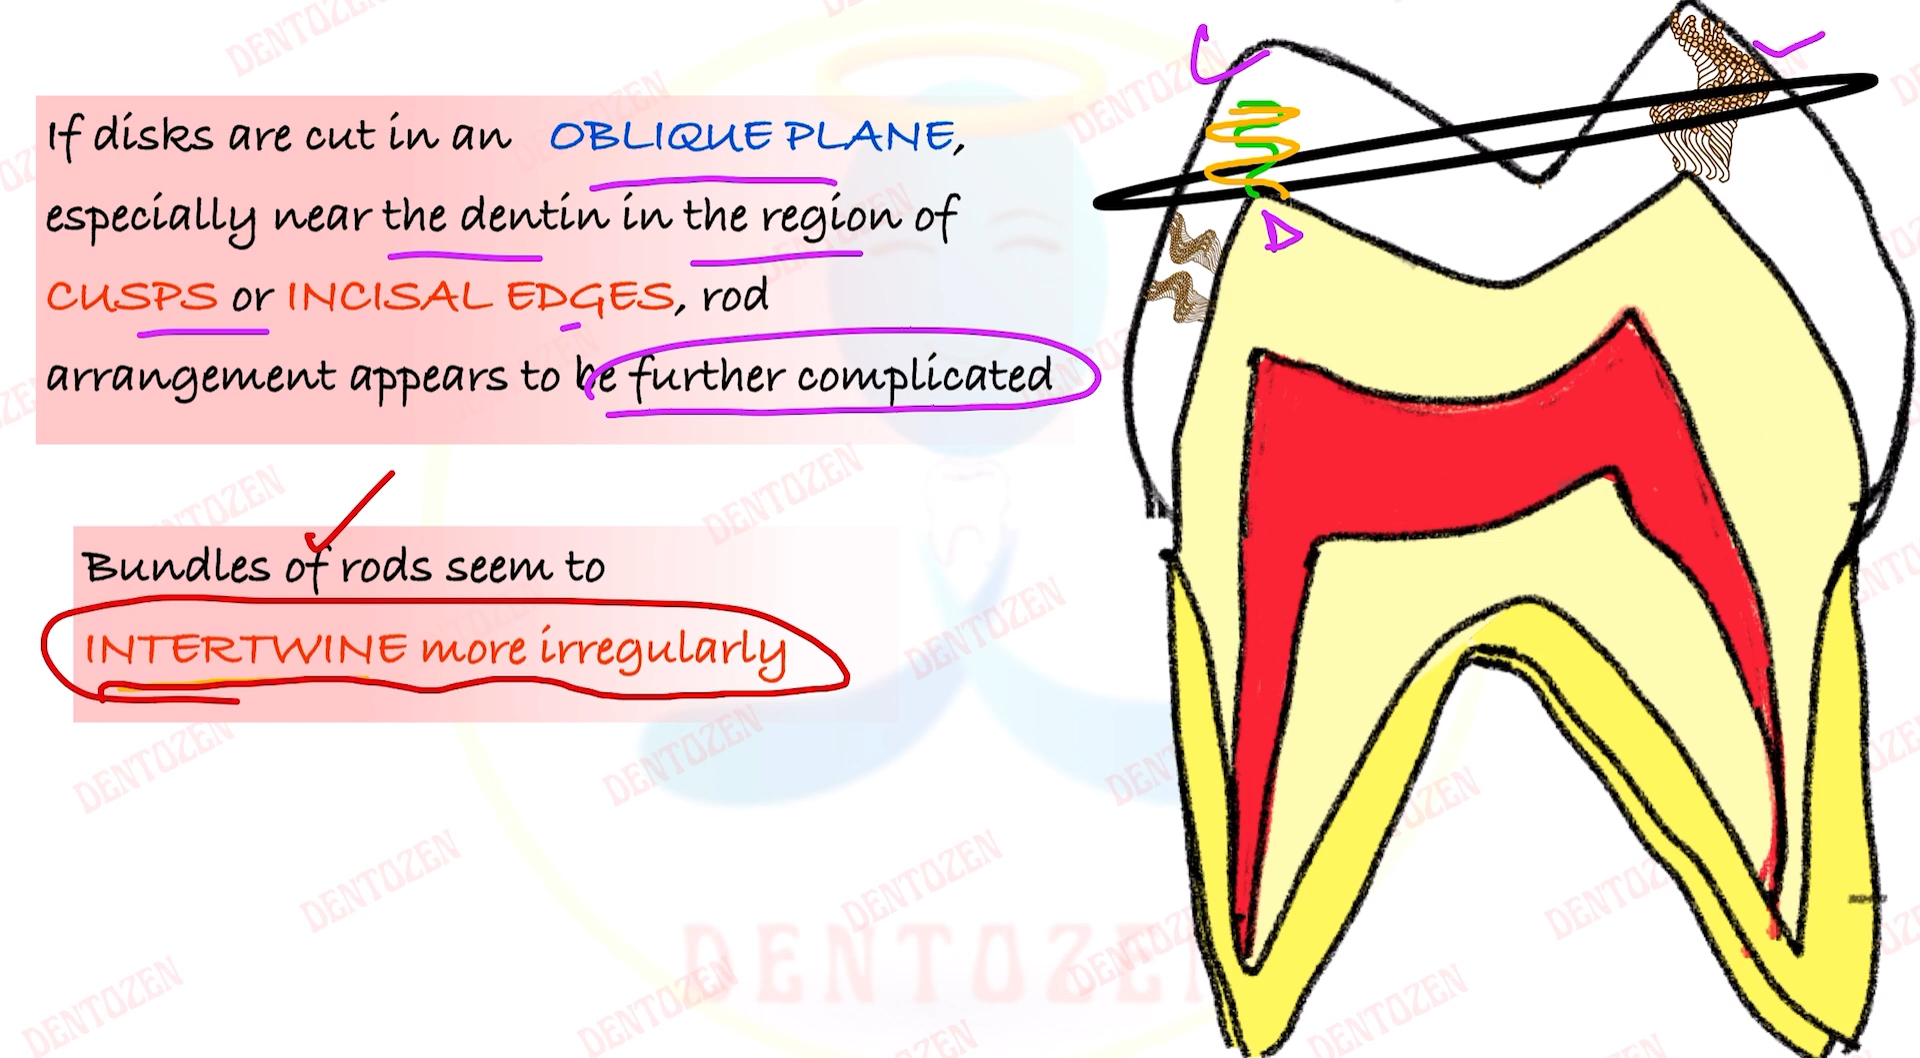 If disks are cut in an OBLIQUE PLANE,
especially near the dentin in the region of
CUSPS or INCISAL EDGES, rod
arrangement appears to be further complicated
Bundles of rods seem to
INTERTWINE more irregularly
D
DENTOZEN